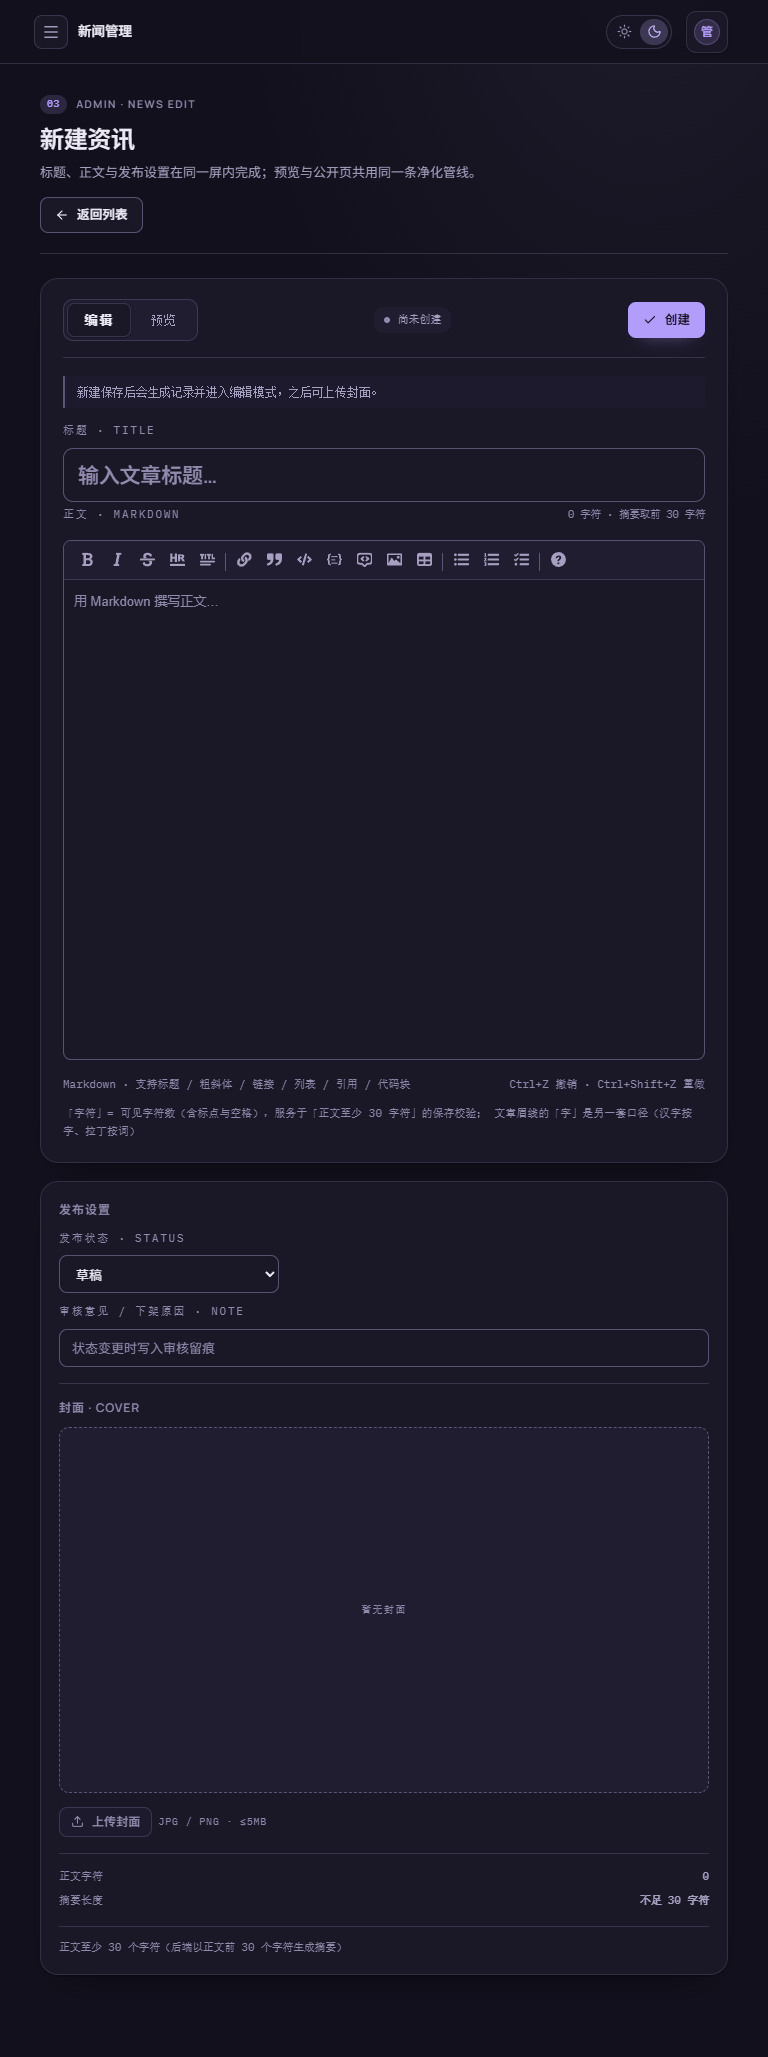 新闻管理
管
03 ADMIN · NEWS EDIT
新建资讯
标题、正文与发布设置在同一屏内完成；预览与公开页共用同一条净化管线。
返回列表
编辑 预览 尚未创建 创建
新建保存后会生成记录并进入编辑模式，之后可上传封面。
标题 · TITLE
输入文章标题…
正文 · MARKDOWN 0 字符 · 摘要取前 30 字符
用 Markdown 撰写正文…
Markdown · 支持标题 / 粗斜体 / 链接 / 列表 / 引用 / 代码块 Ctrl+Z 撤销 · Ctrl+Shift+Z 重做
「字符」= 可见字符数（含标点与空格），服务于「正文至少 30 字符」的保存校验； 文章眉线的「字」是另一套口径（汉字按
字、拉丁按词）
发布设置
发布状态 · STATUS
草稿
审核意见 / 下架原因 · NOTE
状态变更时写入审核留痕
封面 · COVER
暂无封面
上传封面 JPG / PNG · ≤5MB
正文字符 0
摘要长度 不足 30 字符
正文至少 30 个字符（后端以正文前 30 个字符生成摘要）